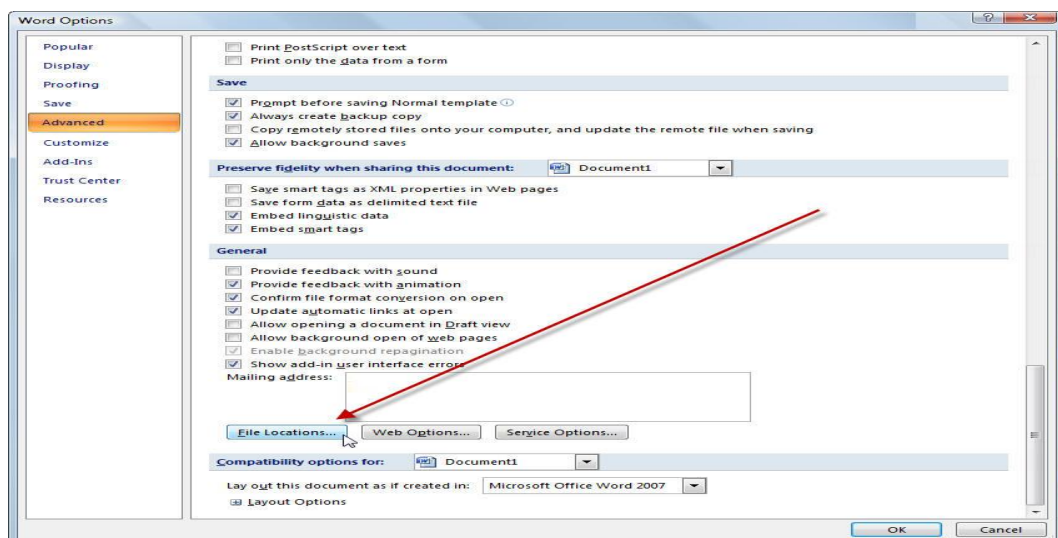 Word Options
Popular
Display
Proofing
Save
Advanced
Customize
Add-Ins
Trust Center
Resources
Print PostScript over text
Print only the data from a form
Save
Prompt before saving Normal template
Always create backup copy
Copy remotely stored files onto your computer, and update the remote file when saving
Allow background saves
Preserve fidelity when sharing this document: Document1
Save smart tags as XML properties in Web pages
Save form data as delimited text file
Embed linguistic data
Embed smart tags
General
Provide feedback with sound
Provide feedback with animation
Confirm file format conversion on open
Update automatic links at open
Allow opening a document in Draft view
Allow background open of web pages
Enable background repagination
Show add-in user interface errors
Mailing address:
File Locations... Web Options... Service Options...
Compatibility options for: Document1
Lay out this document as if created in: Microsoft Office Word 2007
Layout Options
OK Cancel